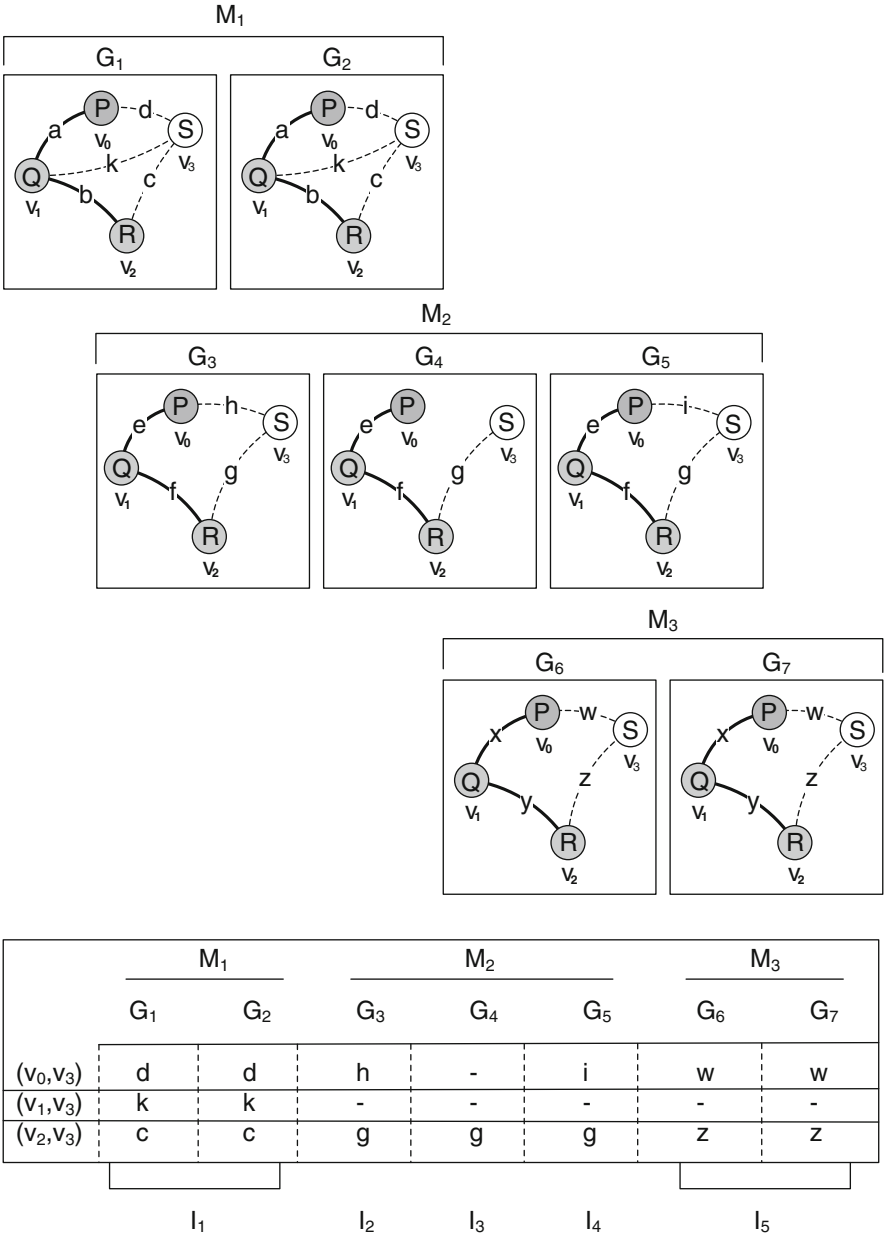 M₁
G₁ G₂
P d S
a v₀ v₃
Q k c
v₁ b R
v₂
P d S
a v₀ v₃
Q k c
v₁ b R
v₂
M₂
G₃ G₄ G₅
P h S
e v₀ v₃
Q f g
v₁ R
v₂
P S
e v₀ v₃
Q f g
v₁ R
v₂
P i S
e v₀ v₃
Q f g
v₁ R
v₂
M₃
G₆ G₇
P w S
x v₀ v₃
Q y z
v₁ R
v₂
P w S
x v₀ v₃
Q y z
v₁ R
v₂
M₁ M₂ M₃
G₁ G₂ G₃ G₄ G₅ G₆ G₇
(v₀,v₃) d d h - i w w
(v₁,v₃) k k - - - - -
(v₂,v₃) c c g g g z z
I₁ I₂ I₃ I₄ I₅